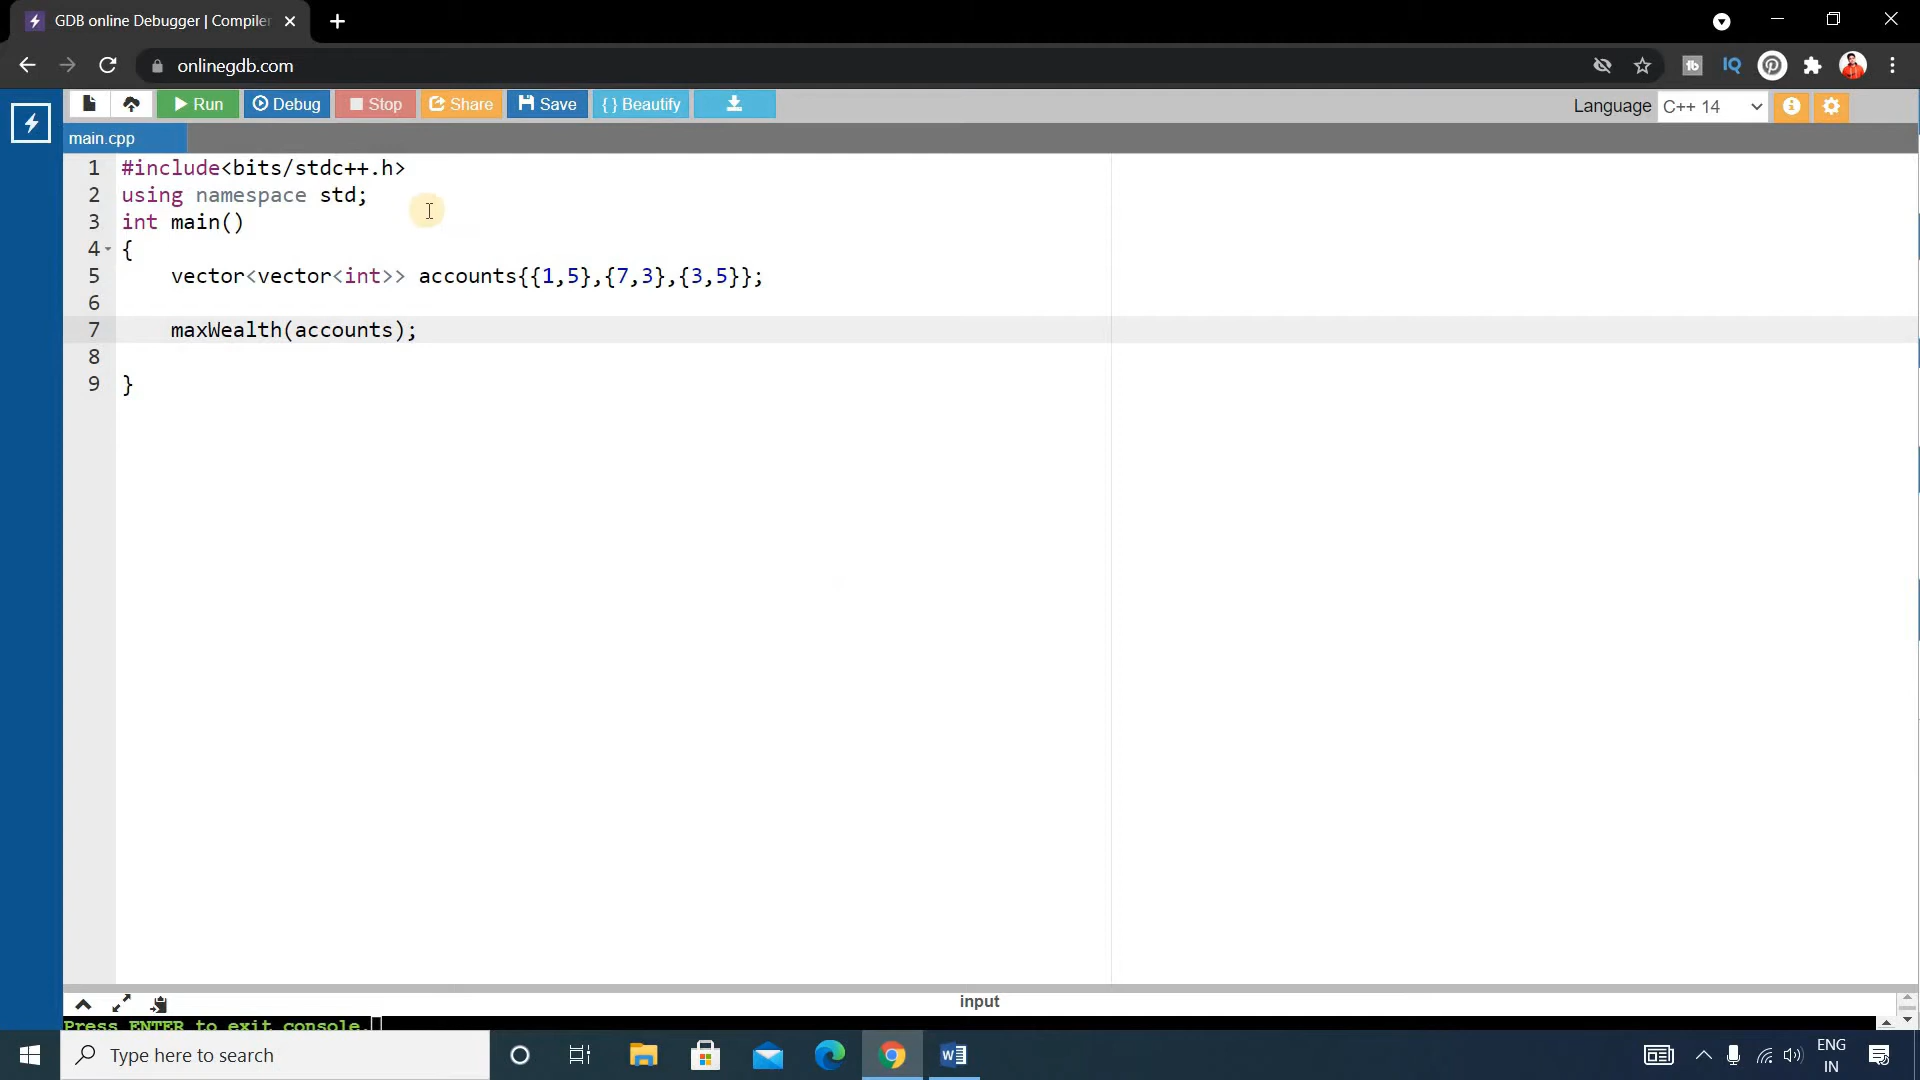 GDB online Debugger | Compiler
onlinegdb.com
Run Debug Stop Share Save { } Beautify
Language C++ 14
main.cpp
1 #include<bits/stdc++.h>
2 using namespace std;
3 int main()
4 {
5 vector<vector<int>> accounts{{1,5},{7,3},{3,5}};
6
7 maxWealth(accounts);
8
9 }
input
Press ENTER to exit console.
Type here to search
ENG
IN